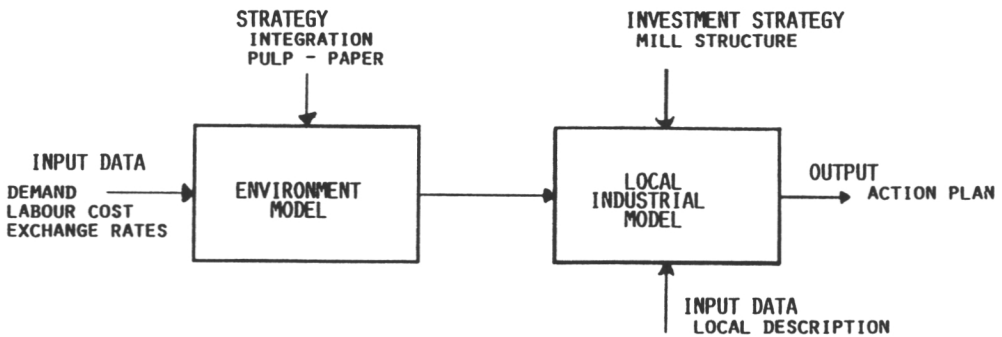 STRATEGY
INTEGRATION
PULP - PAPER
INVESTMENT STRATEGY
MILL STRUCTURE
INPUT DATA
DEMAND
LABOUR COST
EXCHANGE RATES
ENVIRONMENT
MODEL
LOCAL
INDUSTRIAL
MODEL
OUTPUT
ACTION PLAN
INPUT DATA
LOCAL DESCRIPTION